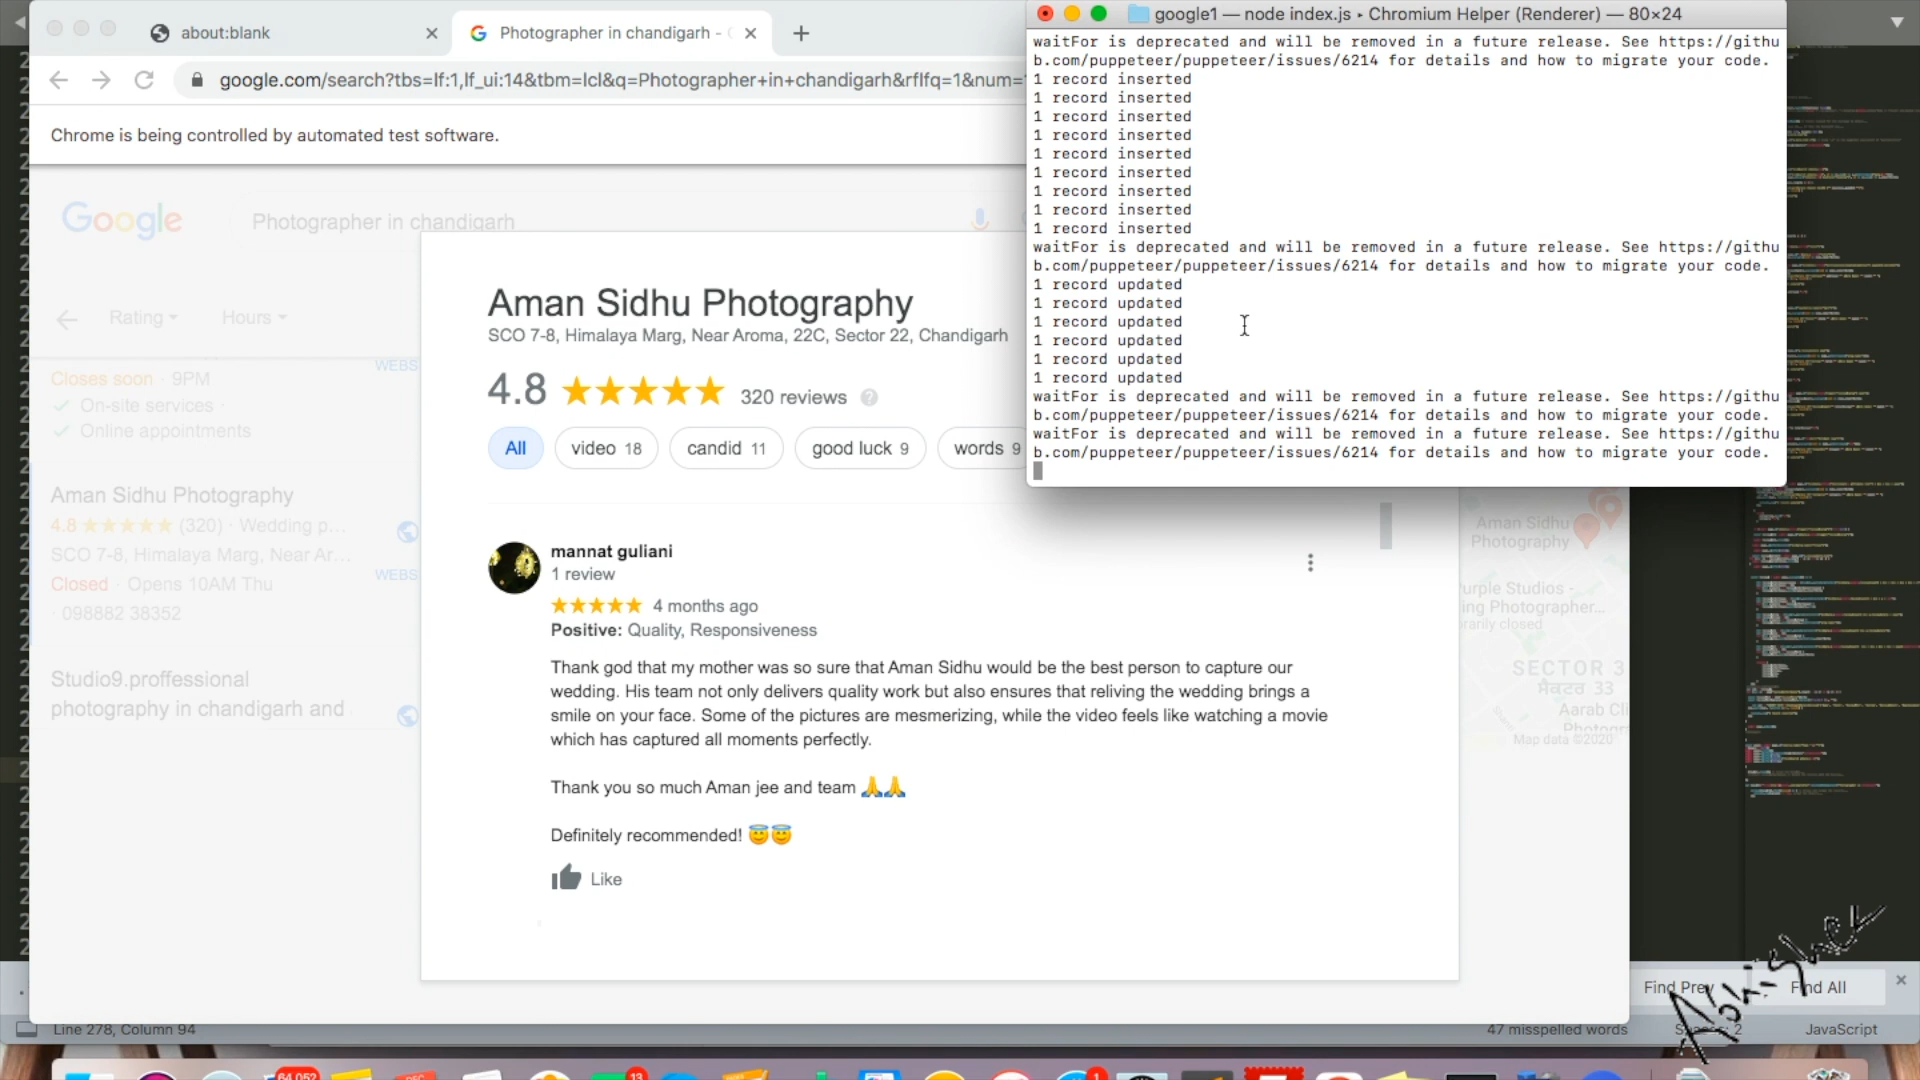 about:blank
Photographer in chandigarh -
google.com/search?tbs=lf:1,lf_ui:14&tbm=lcl&q=Photographer+in+chandigarh&rflfq=1&num=
Chrome is being controlled by automated test software.
google1 — node index.js ▸ Chromium Helper (Renderer) — 80×24
waitFor is deprecated and will be removed in a future release. See https://githu
b.com/puppeteer/puppeteer/issues/6214 for details and how to migrate your code.
1 record inserted
1 record inserted
1 record inserted
1 record inserted
1 record inserted
1 record inserted
1 record inserted
1 record inserted
1 record inserted
waitFor is deprecated and will be removed in a future release. See https://githu
b.com/puppeteer/puppeteer/issues/6214 for details and how to migrate your code.
1 record updated
1 record updated
1 record updated
1 record updated
1 record updated
1 record updated
waitFor is deprecated and will be removed in a future release. See https://githu
b.com/puppeteer/puppeteer/issues/6214 for details and how to migrate your code.
waitFor is deprecated and will be removed in a future release. See https://githu
b.com/puppeteer/puppeteer/issues/6214 for details and how to migrate your code.
Google
Photographer in chandigarh
Rating
Hours
Closes soon · 9PM
WEBS
On-site services ·
Online appointments
Aman Sidhu Photography
4.8 ★★★★★ (320) · Wedding p...
SCO 7-8, Himalaya Marg, Near Ar...
Closed · Opens 10AM Thu
WEBS
· 098882 38352
Studio9.proffessional
photography in chandigarh and
Aman Sidhu Photography
SCO 7-8, Himalaya Marg, Near Aroma, 22C, Sector 22, Chandigarh
4.8 ★★★★★ 320 reviews
All
video 18
candid 11
good luck 9
words 9
mannat guliani
1 review
★★★★★ 4 months ago
Positive: Quality, Responsiveness
Thank god that my mother was so sure that Aman Sidhu would be the best person to capture our
wedding. His team not only delivers quality work but also ensures that reliving the wedding brings a
smile on your face. Some of the pictures are mesmerizing, while the video feels like watching a movie
which has captured all moments perfectly.
Thank you so much Aman jee and team 🙏🙏
Definitely recommended! 😇😇
Like
Aman Sidhu
Photography
Purple Studios -
ing Photographer...
rarily closed
SECTOR 3
ਸੈਕਟਰ 33
Aarab Cli
Photogr
Map data ©2020
Find Prev
Find All
Abhishek
Line 278, Column 94
47 misspelled words
Spaces: 2
JavaScript
64,052
DEC
13
1